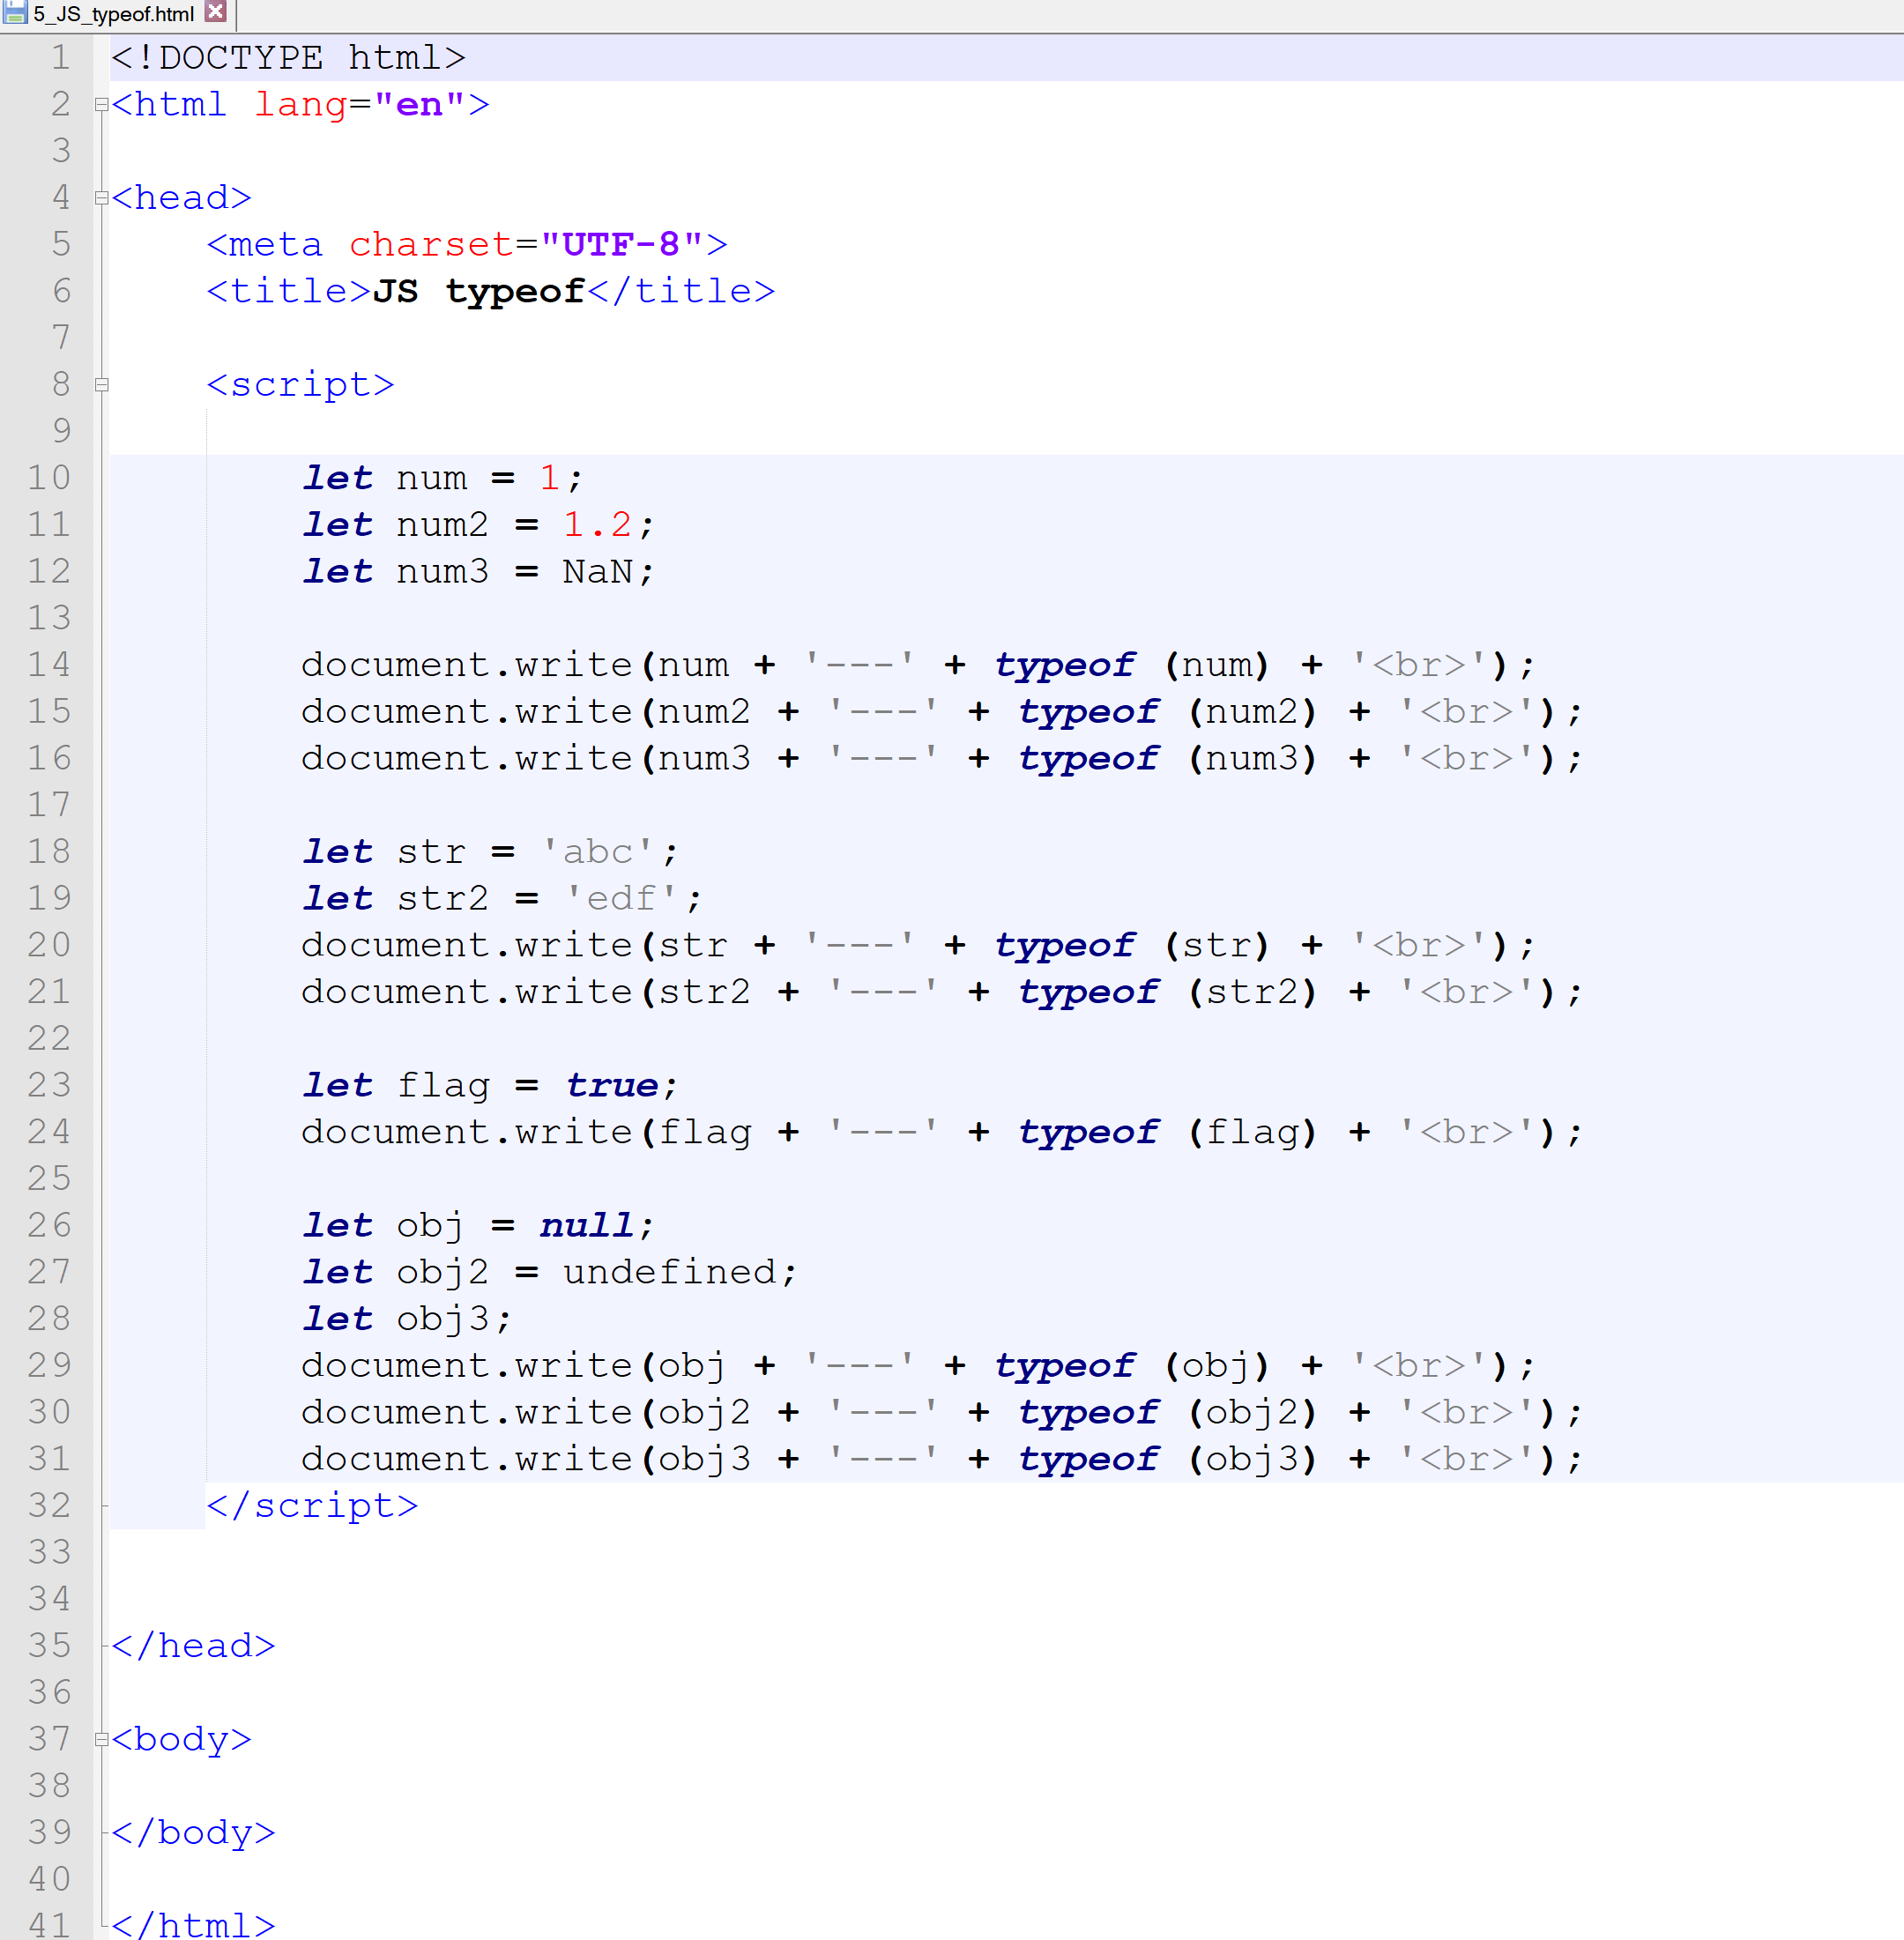 5_JS_typeof.html
1 <!DOCTYPE html>
2 <html lang="en">
3
4 <head>
5     <meta charset="UTF-8">
6     <title>JS typeof</title>
7
8     <script>
9
10         let num = 1;
11         let num2 = 1.2;
12         let num3 = NaN;
13
14         document.write(num + '---' + typeof (num) + '<br>');
15         document.write(num2 + '---' + typeof (num2) + '<br>');
16         document.write(num3 + '---' + typeof (num3) + '<br>');
17
18         let str = 'abc';
19         let str2 = 'edf';
20         document.write(str + '---' + typeof (str) + '<br>');
21         document.write(str2 + '---' + typeof (str2) + '<br>');
22
23         let flag = true;
24         document.write(flag + '---' + typeof (flag) + '<br>');
25
26         let obj = null;
27         let obj2 = undefined;
28         let obj3;
29         document.write(obj + '---' + typeof (obj) + '<br>');
30         document.write(obj2 + '---' + typeof (obj2) + '<br>');
31         document.write(obj3 + '---' + typeof (obj3) + '<br>');
32     </script>
33
34
35 </head>
36
37 <body>
38
39 </body>
40
41 </html>